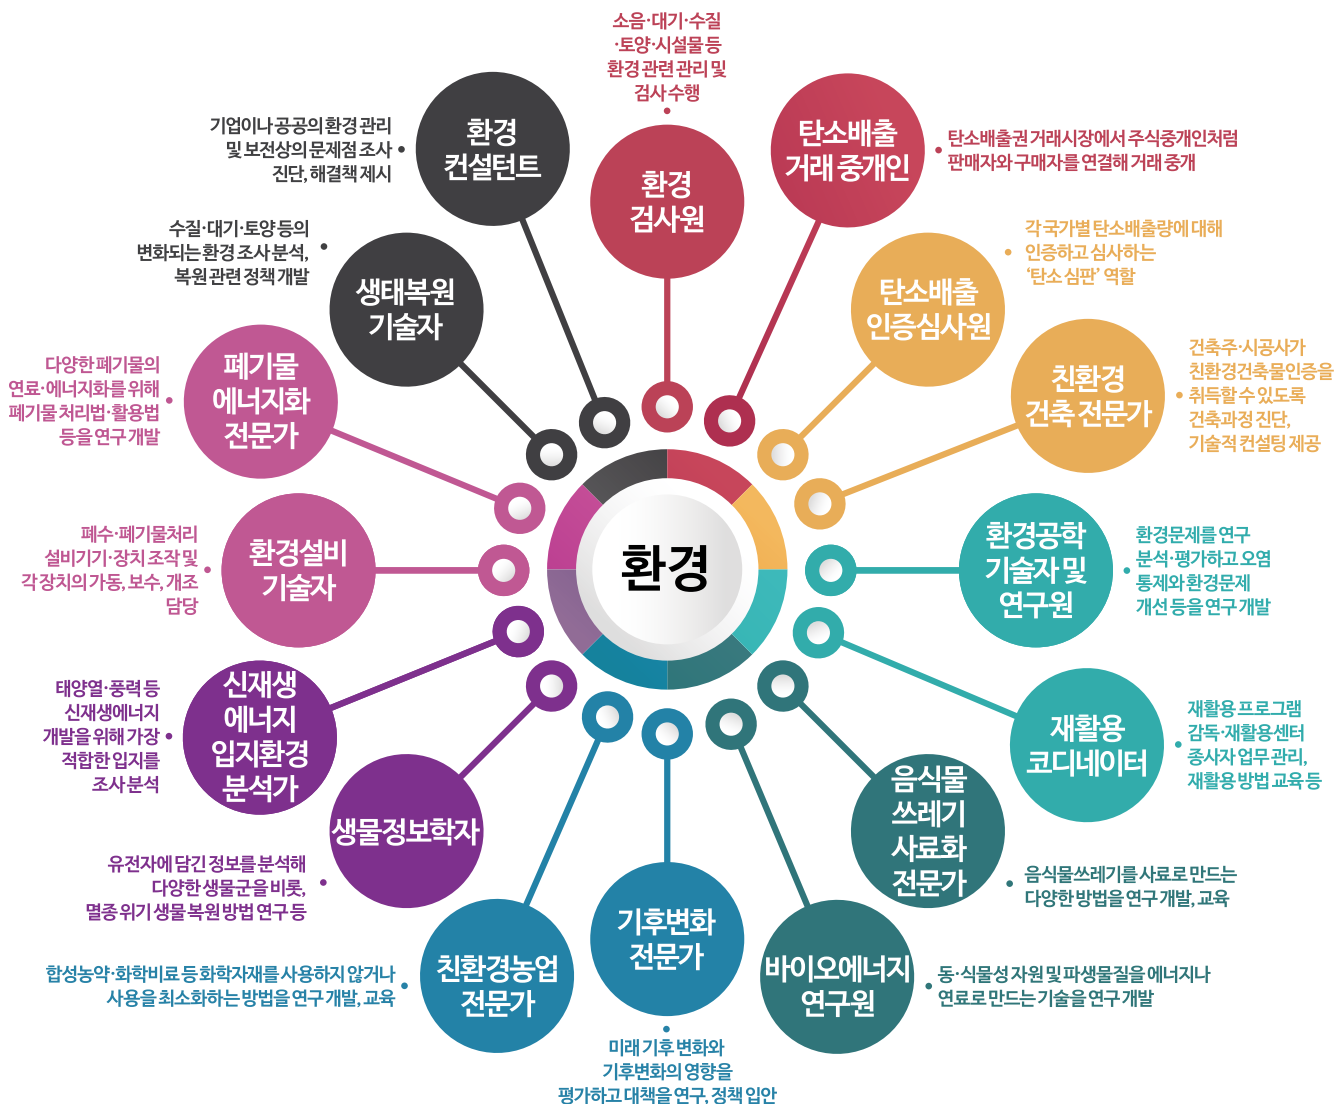 소음·대기·수질
·토양·시설물 등
환경 관련 관리 및
검사 수행
환경
검사원
탄소배출
거래 중개인
탄소배출권 거래시장에서 주식중개인처럼
판매자와 구매자를 연결해 거래 중개
탄소배출
인증심사원
각 국가별 탄소배출량에 대해
인증하고 심사하는
‘탄소 심판’ 역할
친환경
건축 전문가
건축주·시공사가
친환경건축물인증을
취득할 수 있도록
건축과정 진단,
기술적 컨설팅 제공
환경공학
기술자 및
연구원
환경문제를 연구
분석·평가하고 오염
통제와 환경문제
개선 등을 연구 개발
재활용
코디네이터
재활용 프로그램
감독·재활용센터
종사자 업무 관리,
재활용 방법 교육 등
음식물
쓰레기
사료화
전문가
음식물쓰레기를 사료로 만드는
다양한 방법을 연구 개발, 교육
바이오에너지
연구원
동·식물성 자원 및 파생물질을 에너지나
연료로 만드는 기술을 연구 개발
기후변화
전문가
미래 기후 변화와
기후변화의 영향을
평가하고 대책을 연구, 정책 입안
친환경농업
전문가
합성농약·화학비료 등 화학자재를 사용하지 않거나
사용을 최소화하는 방법을 연구 개발, 교육
생물정보학자
유전자에 담긴 정보를 분석해
다양한 생물군을 비롯,
멸종 위기 생물 복원 방법 연구 등
신재생
에너지
입지환경
분석가
태양열·풍력 등
신재생에너지
개발을 위해 가장
적합한 입지를
조사 분석
환경설비
기술자
폐수·폐기물처리
설비기기·장치 조작 및
각 장치의 가동, 보수, 개조
담당
폐기물
에너지화
전문가
다양한 폐기물의
연료·에너지화를 위해
폐기물 처리법·활용법
등을 연구 개발
생태복원
기술자
수질·대기·토양 등의
변화되는 환경 조사 분석,
복원 관련 정책 개발
환경
컨설턴트
기업이나 공공의 환경 관리
및 보전상의 문제점 조사
진단, 해결책 제시
환경